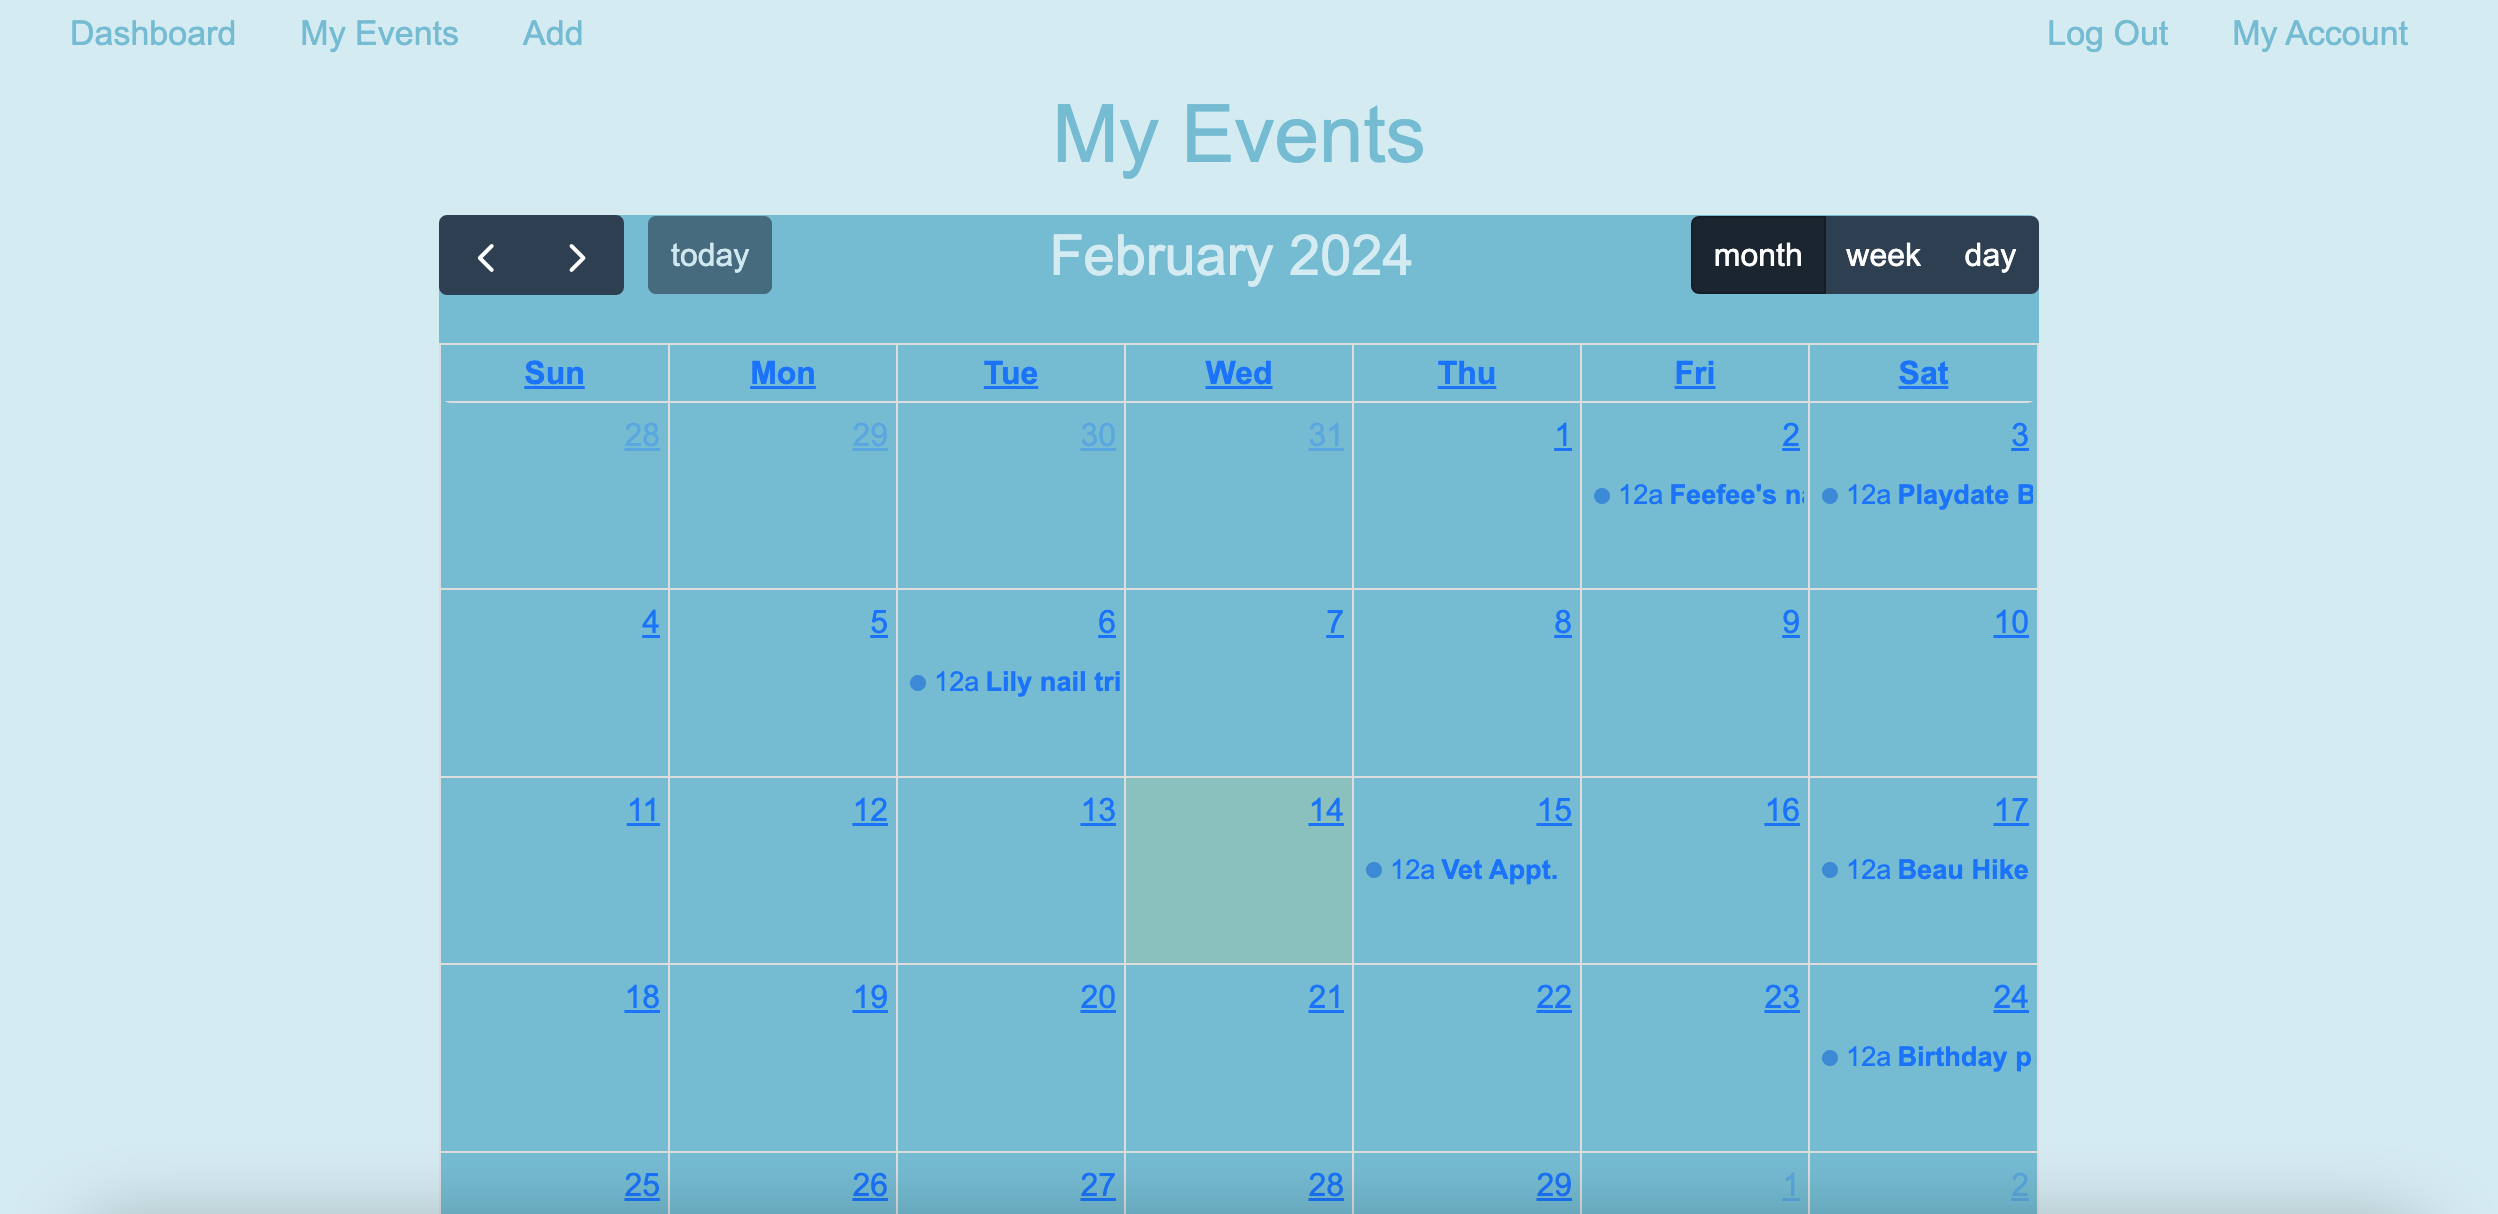 Dashboard My Events Add Log Out My Account
My Events
today February 2024 month week day
Sun Mon Tue Wed Thu Fri Sat
28 29 30 31 1 2 3
12a Feefee's 12a Playdate
4 5 6 7 8 9 10
12a Lily nail tri
11 12 13 14 15 16 17
12a Vet Appt. 12a Beau Hike
18 19 20 21 22 23 24
12a Birthday p
25 26 27 28 29 1 2